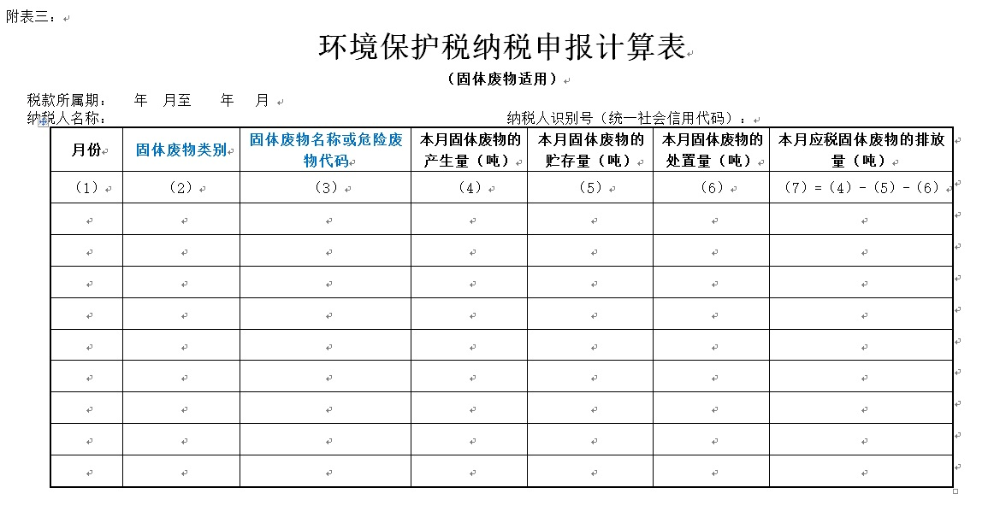 附表三：
环境保护税纳税申报计算表
（固体废物适用）
税款所属期： 年 月至 年 月
纳税人名称： 纳税人识别号（统一社会信用代码）：
月份 固体废物类别 固体废物名称或危险废 本月固体废物的 本月固体废物的 本月固体废物的 本月应税固体废物的排放
物代码 产生量（吨） 贮存量（吨） 处置量（吨） 量（吨）
（1） （2） （3） （4） （5） （6） （7）=（4）-（5）-（6）